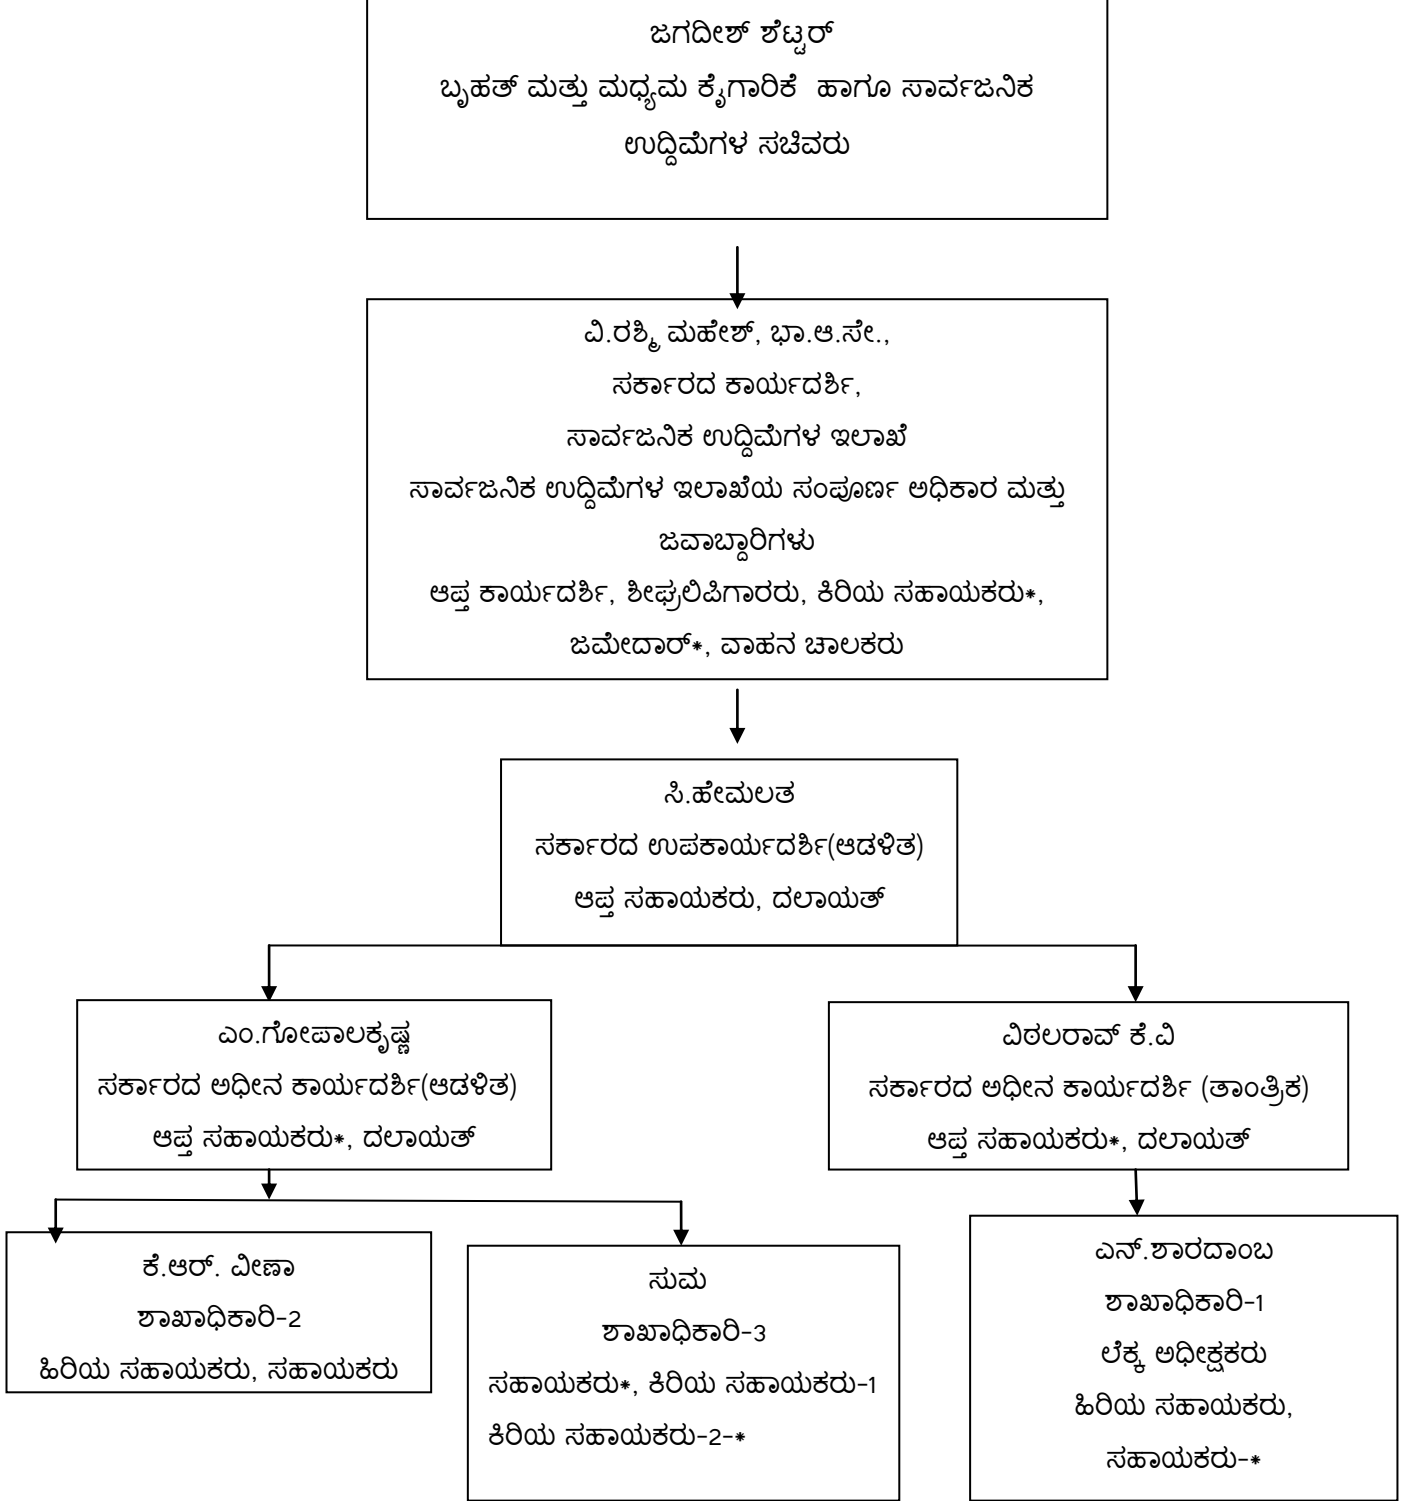 ಜಗದೀಶ್ ಶೆಟ್ಟರ್
ಬೃಹತ್ ಮತ್ತು ಮಧ್ಯಮ ಕೈಗಾರಿಕೆ ಹಾಗೂ ಸಾರ್ವಜನಿಕ
ಉದ್ದಿಮೆಗಳ ಸಚಿವರು
ವಿ.ರಶ್ಮಿ ಮಹೇಶ್, ಭಾ.ಆ.ಸೇ.,
ಸರ್ಕಾರದ ಕಾರ್ಯದರ್ಶಿ,
ಸಾರ್ವಜನಿಕ ಉದ್ದಿಮೆಗಳ ಇಲಾಖೆ
ಸಾರ್ವಜನಿಕ ಉದ್ದಿಮೆಗಳ ಇಲಾಖೆಯ ಸಂಪೂರ್ಣ ಅಧಿಕಾರ ಮತ್ತು
ಜವಾಬ್ದಾರಿಗಳು
ಆಪ್ತ ಕಾರ್ಯದರ್ಶಿ, ಶೀಘ್ರಲಿಪಿಗಾರರು, ಕಿರಿಯ ಸಹಾಯಕರು*,
ಜಮೇದಾರ್*, ವಾಹನ ಚಾಲಕರು
ಸಿ.ಹೇಮಲತ
ಸರ್ಕಾರದ ಉಪಕಾರ್ಯದರ್ಶಿ(ಆಡಳಿತ)
ಆಪ್ತ ಸಹಾಯಕರು, ದಲಾಯತ್
ಎಂ.ಗೋಪಾಲಕೃಷ್ಣ
ಸರ್ಕಾರದ ಅಧೀನ ಕಾರ್ಯದರ್ಶಿ(ಆಡಳಿತ)
ಆಪ್ತ ಸಹಾಯಕರು*, ದಲಾಯತ್
ವಿಠಲರಾವ್ ಕೆ.ವಿ
ಸರ್ಕಾರದ ಅಧೀನ ಕಾರ್ಯದರ್ಶಿ (ತಾಂತ್ರಿಕ)
ಆಪ್ತ ಸಹಾಯಕರು*, ದಲಾಯತ್
ಕೆ.ಆರ್. ವೀಣಾ
ಶಾಖಾಧಿಕಾರಿ-2
ಹಿರಿಯ ಸಹಾಯಕರು, ಸಹಾಯಕರು
ಸುಮ
ಶಾಖಾಧಿಕಾರಿ-3
ಸಹಾಯಕರು*, ಕಿರಿಯ ಸಹಾಯಕರು-1
ಕಿರಿಯ ಸಹಾಯಕರು-2-*
ಎನ್.ಶಾರದಾಂಬ
ಶಾಖಾಧಿಕಾರಿ-1
ಲೆಕ್ಕ ಅಧೀಕ್ಷಕರು
ಹಿರಿಯ ಸಹಾಯಕರು,
ಸಹಾಯಕರು-*